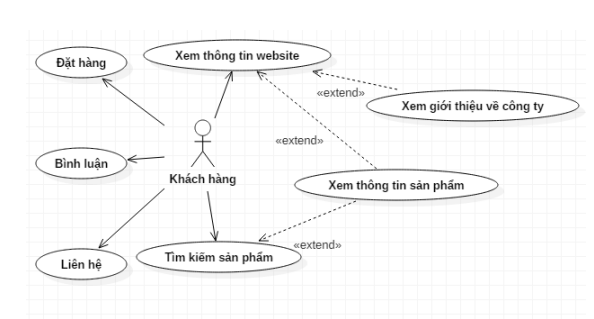 Xem thông tin website
Đặt hàng
«extend»
Xem giới thiệu về công ty
«extend»
Bình luận
Khách hàng
Xem thông tin sản phẩm
«extend»
Liên hệ
Tìm kiếm sản phẩm